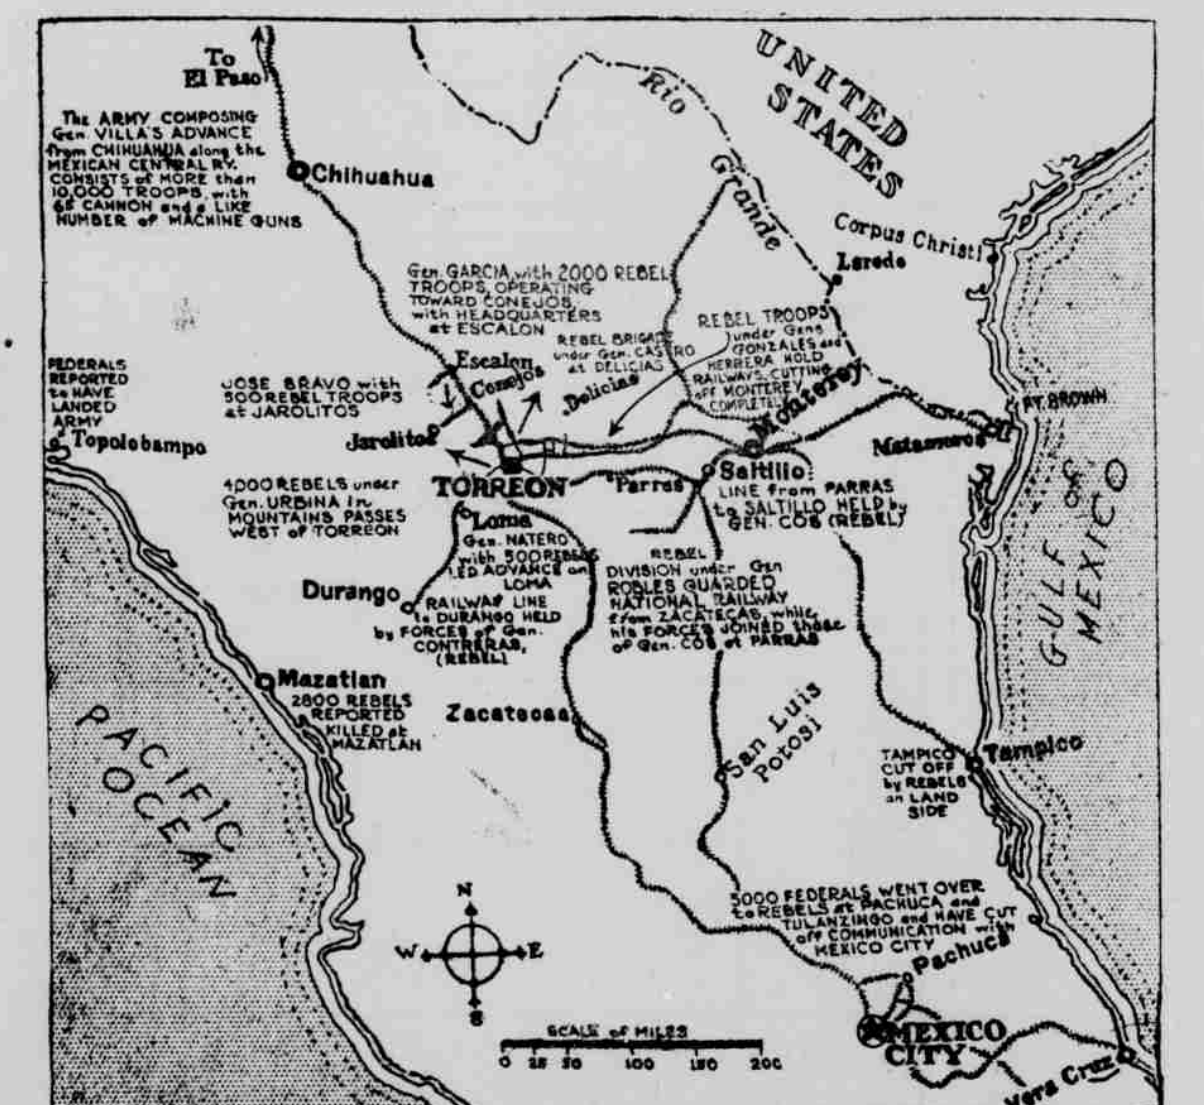 To
El Paso
UNITED
STATES
Rio
Grande
The ARMY COMPOSING
Gen. VILLA'S ADVANCE
from CHIHUAHUA along the
MEXICAN CENTRAL RY.
CONSISTS of MORE than
10,000 TROOPS, with
65 CANNON and a LIKE
NUMBER of MACHINE GUNS
Chihuahua
Corpus Christi
Laredo
Gen. GARCIA, with 2000 REBEL
TROOPS, OPERATING
TOWARD CONEJOS,
with HEADQUARTERS
at ESCALON
REBEL BRIGADE
under Gen. CASTRO
at DELICIAS
REBEL TROOPS
under Gens
GONZALES and
HERRERA HOLD
RAILWAYS, CUTTING
off MONTEREY
COMPLETELY
FEDERALS
REPORTED
to HAVE
LANDED
ARMY
Topolobampo
JOSE BRAVO with
500 REBEL TROOPS
at JAROLITOS
Escalon
Conejos
Delicias
Jarolitos
Monterey
FT. BROWN
Matamoros
TORREON
Parras
Saltillo
LINE from PARRAS
to SALTILLO HELD by
GEN. COS (REBEL)
4000 REBELS under
Gen. URBINA in
MOUNTAINS PASSES
WEST of TORREON
Loma
Gen. NATERO
with 500 REBELS
LED ADVANCE on
LOMA
REBEL
DIVISION under Gen
ROBLES GUARDED
NATIONAL RAILWAY
from ZACATECAS, while
his FORCES JOINED those
of Gen. COS at PARRAS
GULF OF
MEXICO
Durango
RAILWAY LINE
to DURANGO HELD
by FORCES of Gen.
CONTRERAS,
(REBEL)
Mazatlan
2800 REBELS
REPORTED
KILLED at
MAZATLAN
Zacatecas
San Luis
Potosi
PACIFIC
OCEAN
TAMPICO
CUT OFF
by REBELS
on LAND
SIDE
Tampico
5000 FEDERALS WENT OVER
to REBELS at PACHUCA and
TULANZINGO and HAVE CUT
off COMMUNICATION with
MEXICO CITY
Pachuca
N
W E
S
SCALE of MILES
0 25 50 100 150 200
MEXICO
CITY
Vera Cruz